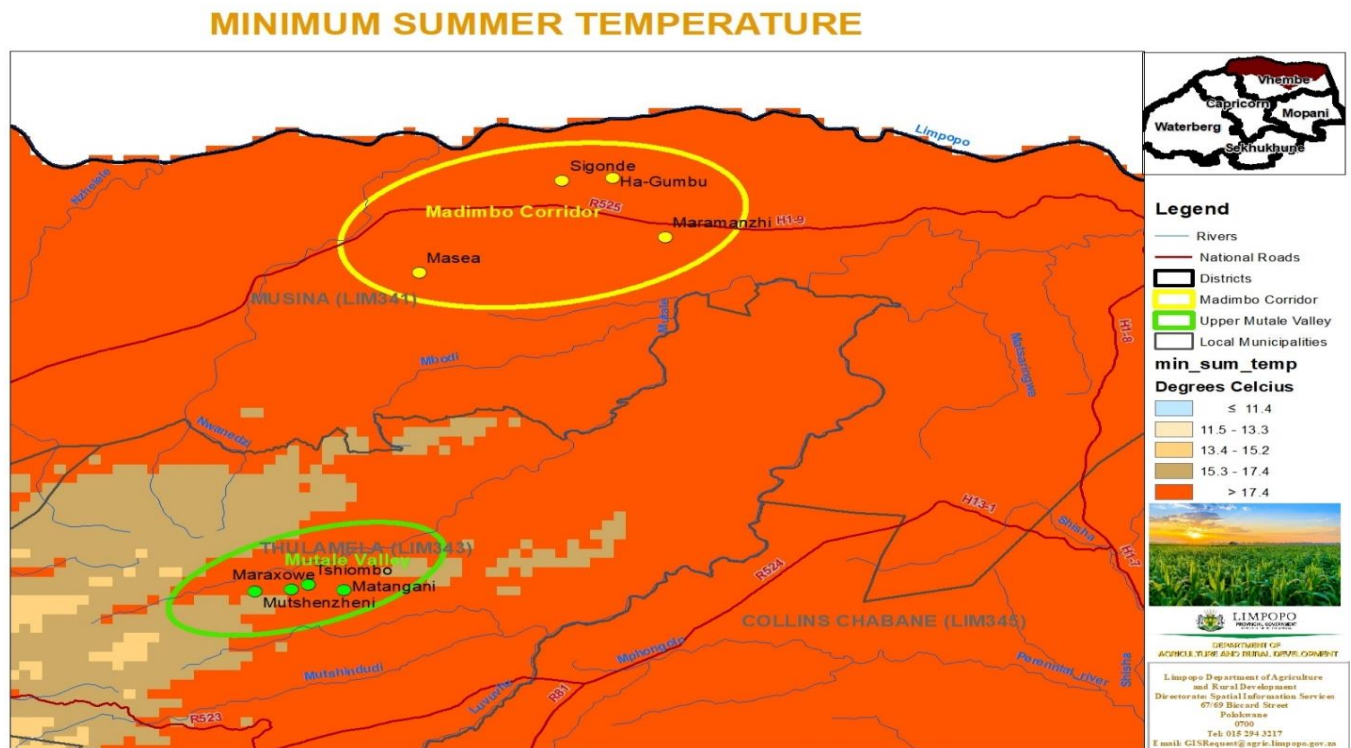 MINIMUM SUMMER TEMPERATURE
Limpopo
Nzhelele
Sigonde
Ha-Gumbu
Madimbo Corridor
R525
Maramanzhi
H1-9
Masea
MUSINA (LIM341)
Mutale
H1-8
Matsaringwe
Mbodi
Nwanedzi
H13-1
Shisha
H1-7
THULAMELA (LIM343)
Mutale Valley
Maraxowe
Tshiombo
Matangani
Mutshenzheni
R524
COLLINS CHABANE (LIM345)
Mphongolo
Mutshindudi
Perennial_river
Shisha
Luvuvhu
R81
R523
Vhembe
Capricorn
Mopani
Waterberg
Sekhukhune
Legend
Rivers
National Roads
Districts
Madimbo Corridor
Upper Mutale Valley
Local Municipalities
min_sum_temp
Degrees Celcius
≤ 11.4
11.5 - 13.3
13.4 - 15.2
15.3 - 17.4
> 17.4
LIMPOPO
PROVINCIAL GOVERNMENT
DEPARTMENT OF
AGRICULTURE AND RURAL DEVELOPMENT
Limpopo Department of Agriculture
and Rural Development
Directorate: Spatial Information Services
67/69 Biccard Street
Polokwane
0700
Tel: 015 294 3217
Email: GISRequest@agric.limpopo.gov.za